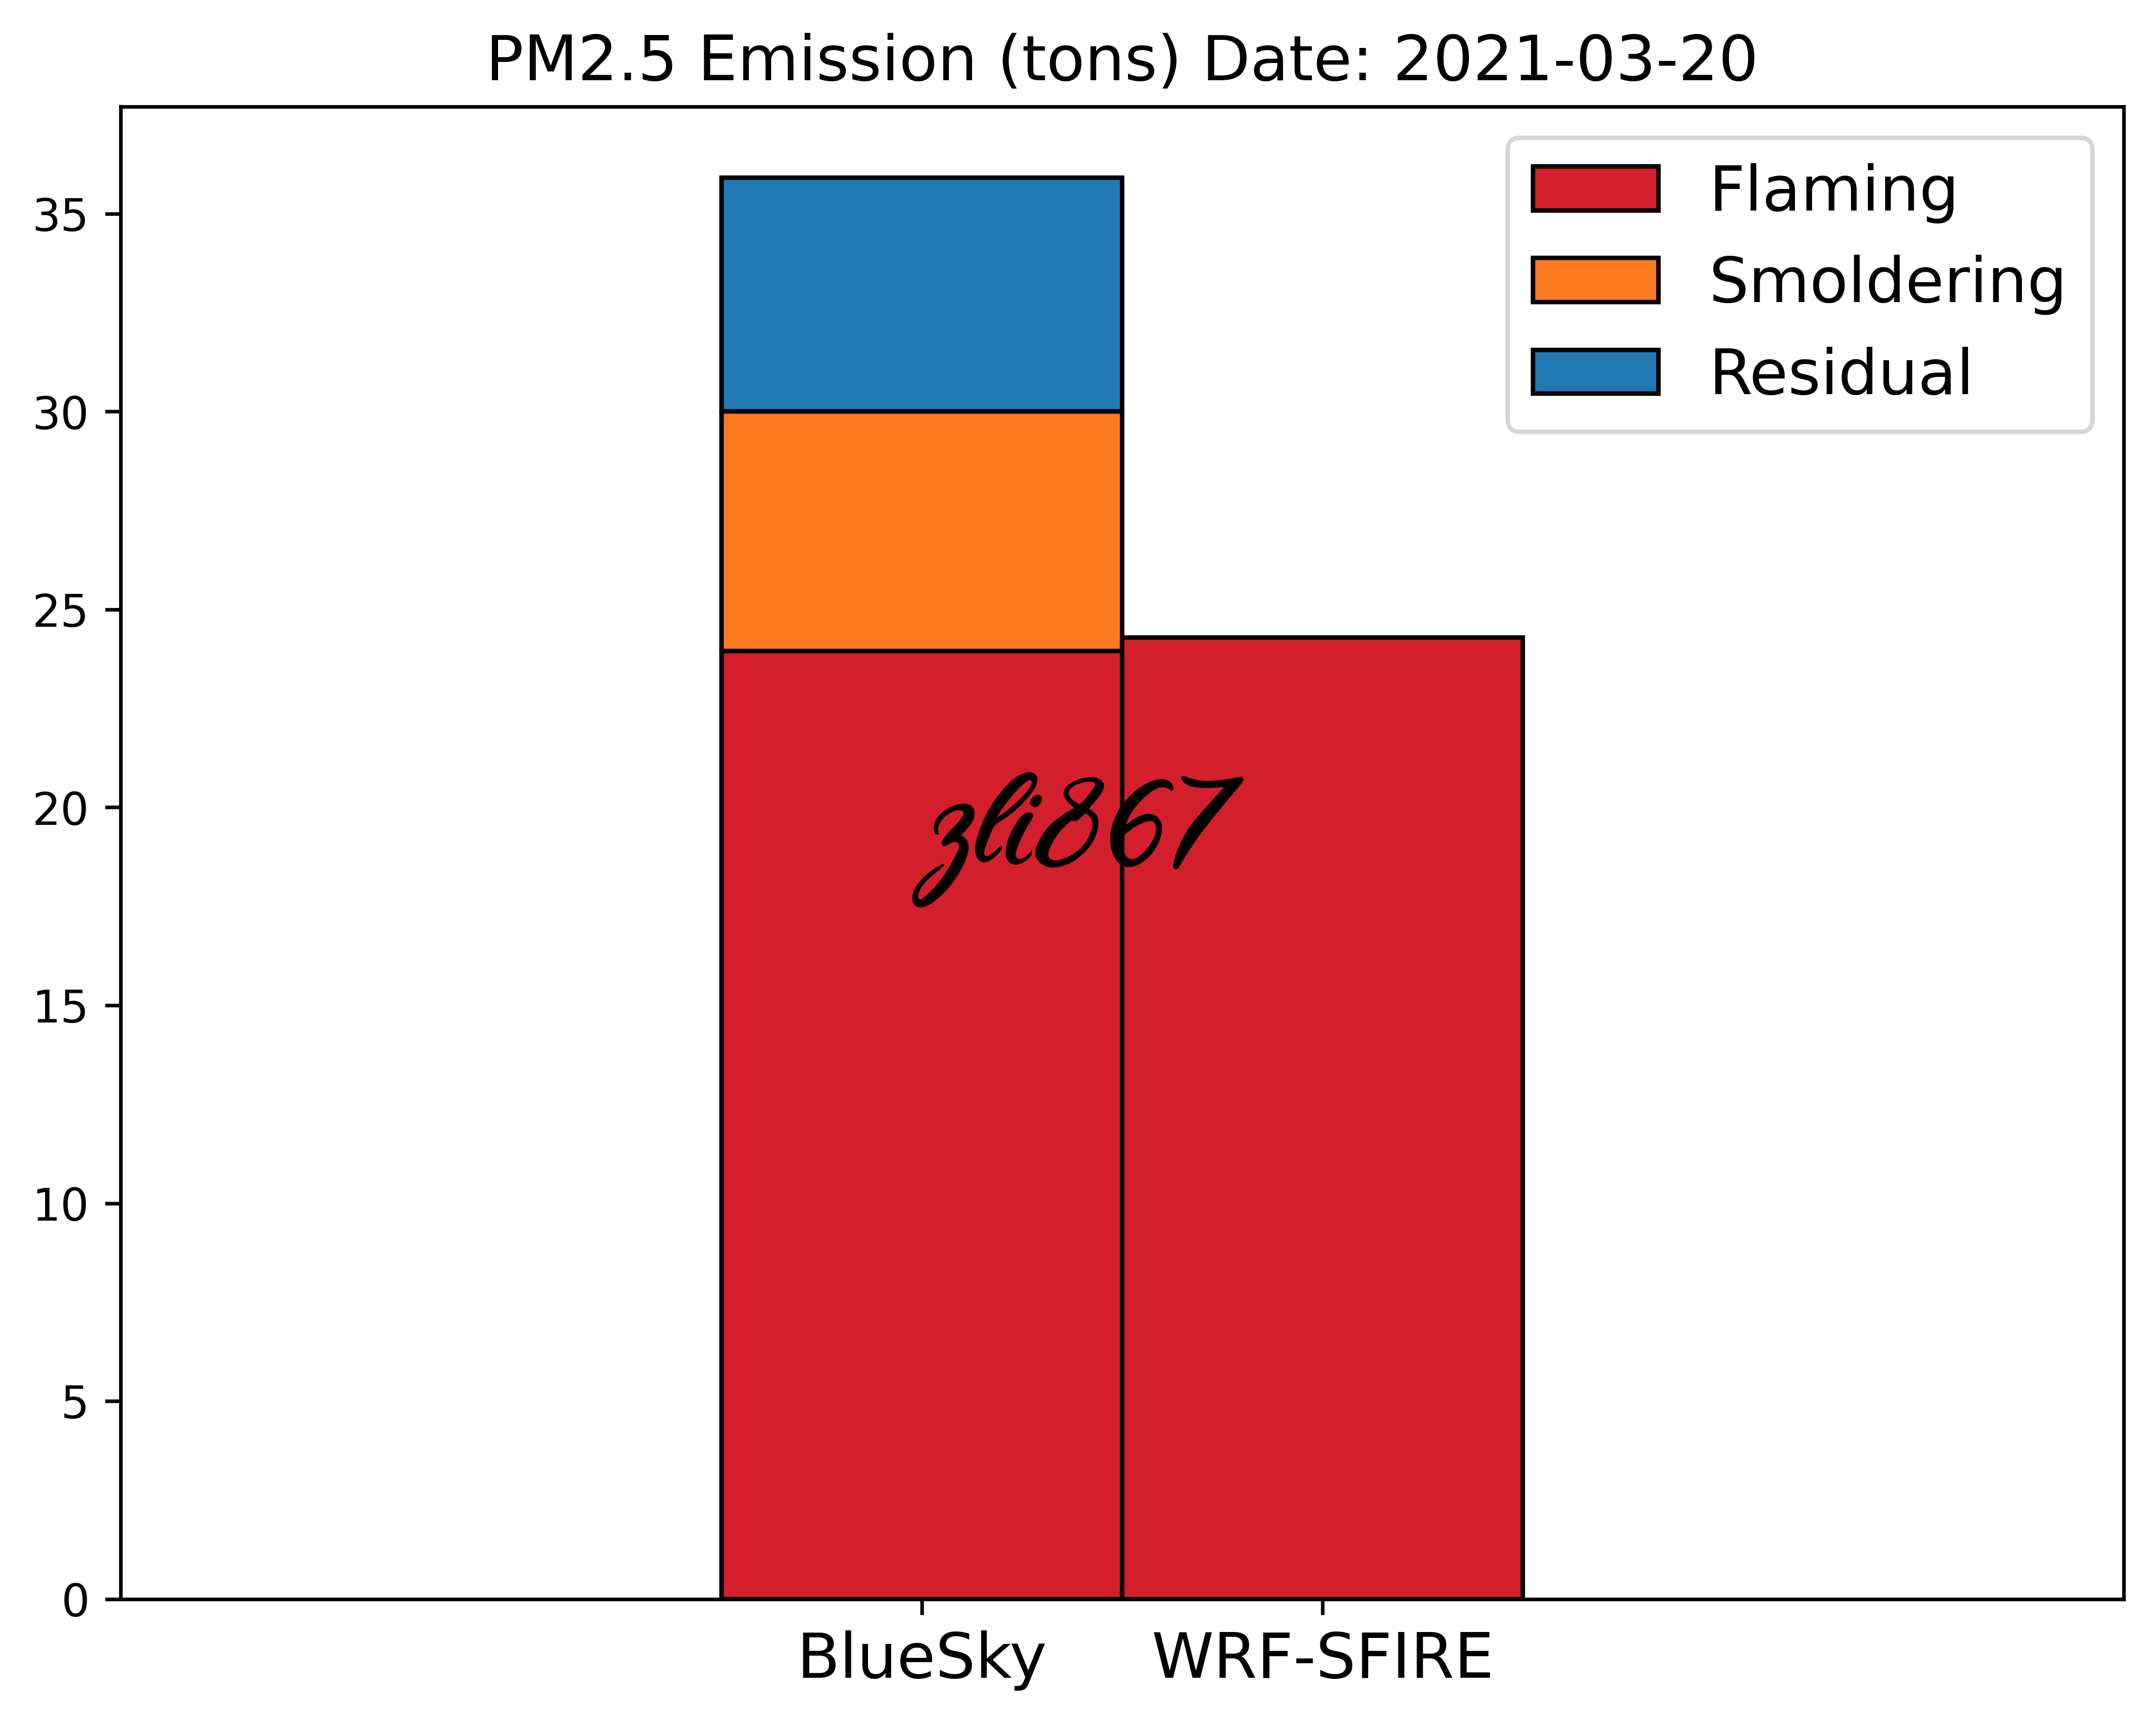 PM2.5 Emission (tons) Date: 2021-03-20
Flaming
Smoldering
Residual
35
30
25
20
15
10
5
0
zli867
BlueSky WRF-SFIRE